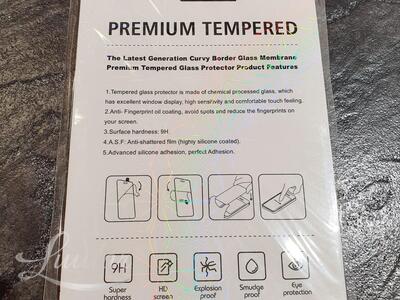 PREMIUM TEMPERED
The Latest Generation Curvy Border Glass Membrane
Premium Tempered Glass Protector Product Features
1.Tempered glass protector is made of chemical processed glass, which
has excellent window display, high sensitivity and comfortable touch feeling.
2.Anti- Fingerprint oil coating, avoid spots and reduce the fingerprints on
your screen.
3.Surface hardness: 9H.
4.A.S.F: Anti-shattered film (highly silicone coated).
5.Advanced silicone adhesion, perfect Adhesion.
9H HD
Super hardness
HD screen
Explosion proof
Smudge proof
Eye protection